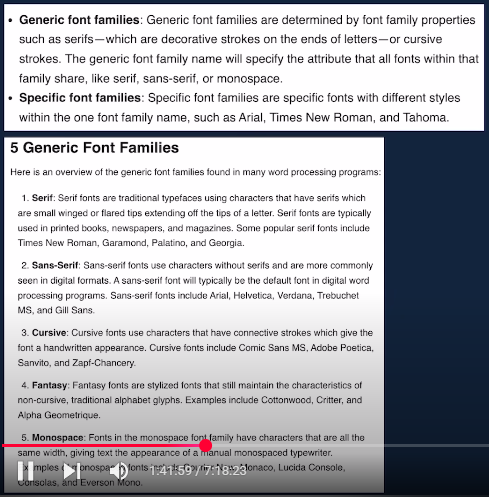 • Generic font families: Generic font families are determined by font family properties
such as serifs—which are decorative strokes on the ends of letters—or cursive
strokes. The generic font family name will specify the attribute that all fonts within that
family share, like serif, sans-serif, or monospace.
• Specific font families: Specific font families are specific fonts with different styles
within the one font family name, such as Arial, Times New Roman, and Tahoma.
5 Generic Font Families
Here is an overview of the generic font families found in many word processing programs:
1. Serif: Serif fonts are traditional typefaces using characters that have serifs which
are small winged or flared tips extending off the tips of a letter. Serif fonts are typically
used in printed books, newspapers, and magazines. Some popular serif fonts include
Times New Roman, Garamond, Palatino, and Georgia.
2. Sans-Serif: Sans-serif fonts use characters without serifs and are more commonly
seen in digital formats. A sans-serif font will typically be the default font in digital word
processing programs. Sans-serif fonts include Arial, Helvetica, Verdana, Trebuchet
MS, and Gill Sans.
3. Cursive: Cursive fonts use characters that have connective strokes which give the
font a handwritten appearance. Cursive fonts include Comic Sans MS, Adobe Poetica,
Sanvito, and Zapf-Chancery.
4. Fantasy: Fantasy fonts are stylized fonts that still maintain the characteristics of
non-cursive, traditional alphabet glyphs. Examples include Cottonwood, Critter, and
Alpha Geometrique.
5. Monospace: Fonts in the monospace font family have characters that are all the
same width, giving text the appearance of a manual monospaced typewriter.
Examples monospace fonts Monaco, Lucida Console,
Consolas, and Everson Mono.
1:41:59 / 7:18:23